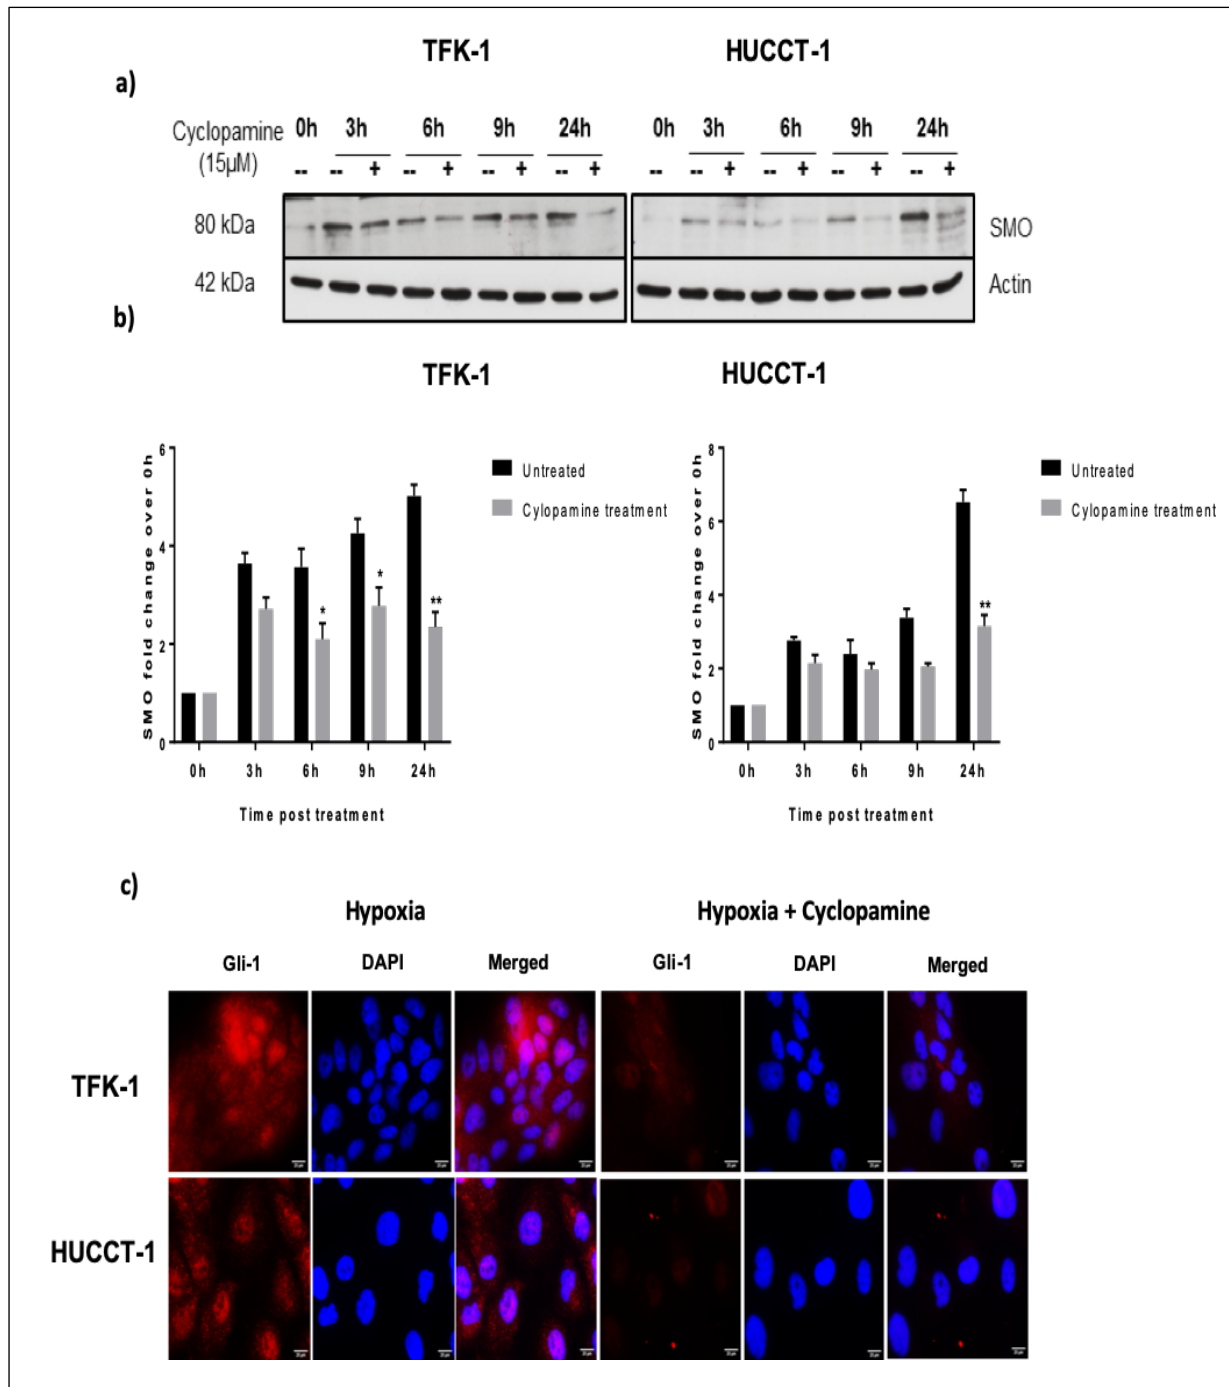 TFK-1 HUCCT-1
a)
Cyclopamine 0h 3h 6h 9h 24h 0h 3h 6h 9h 24h
(15µM) -- -- + -- + -- + -- + -- -- + -- + -- + -- +
80 kDa SMO
42 kDa Actin
b)
TFK-1 HUCCT-1
SMO fold change over 0h
6
4
2
0
0h 3h 6h 9h 24h
* * **
Time post treatment
Untreated
Cylopamine treatment
SMO fold change over 0h
8
6
4
2
0
0h 3h 6h 9h 24h
**
Time post treatment
Untreated
Cylopamine treatment
c)
Hypoxia Hypoxia + Cyclopamine
Gli-1 DAPI Merged Gli-1 DAPI Merged
TFK-1
HUCCT-1